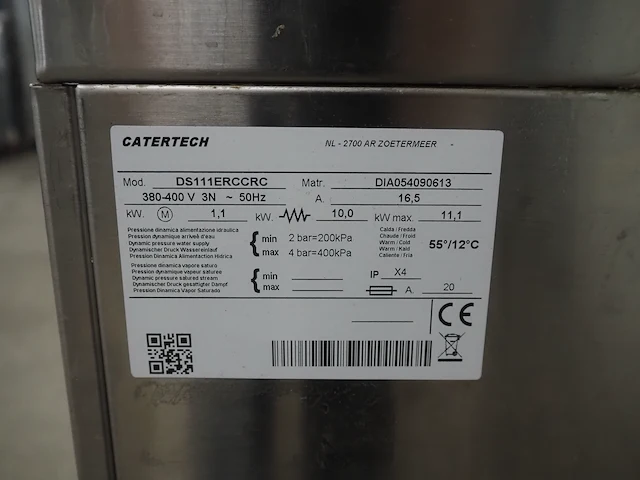 CATERTECH NL - 2700 AR ZOETERMEER -
Mod. DS111ERCCRC Matr. DIA054090613
380-400 V 3N ~ 50Hz A. 16,5
kW. M 1,1 kW. 10,0 kW max. 11,1
Pressione dinamica alimentazione idraulica
Pression dynamique arriveè d'eau
Dynamic pressure water supply
Dynamischer Druck Wassereinlauf
Pression Dinamica Alimentaction Hidrica
{ min 2 bar=200kPa
max 4 bar=400kPa
Calda / Fredda
Chaude / Froid
Warm / Cold
Warm / Kald
Caliente / Fria
55°/12°C
Pressione dinamica vapore saturo
Pression dynamique vapeur saturee
Dynamic pressure satured stream
Dynamischer Druck gesaftigter Dampf
Pression Dinamica Vapor Saturado
{ min
max
IP X4
A. 20
CE